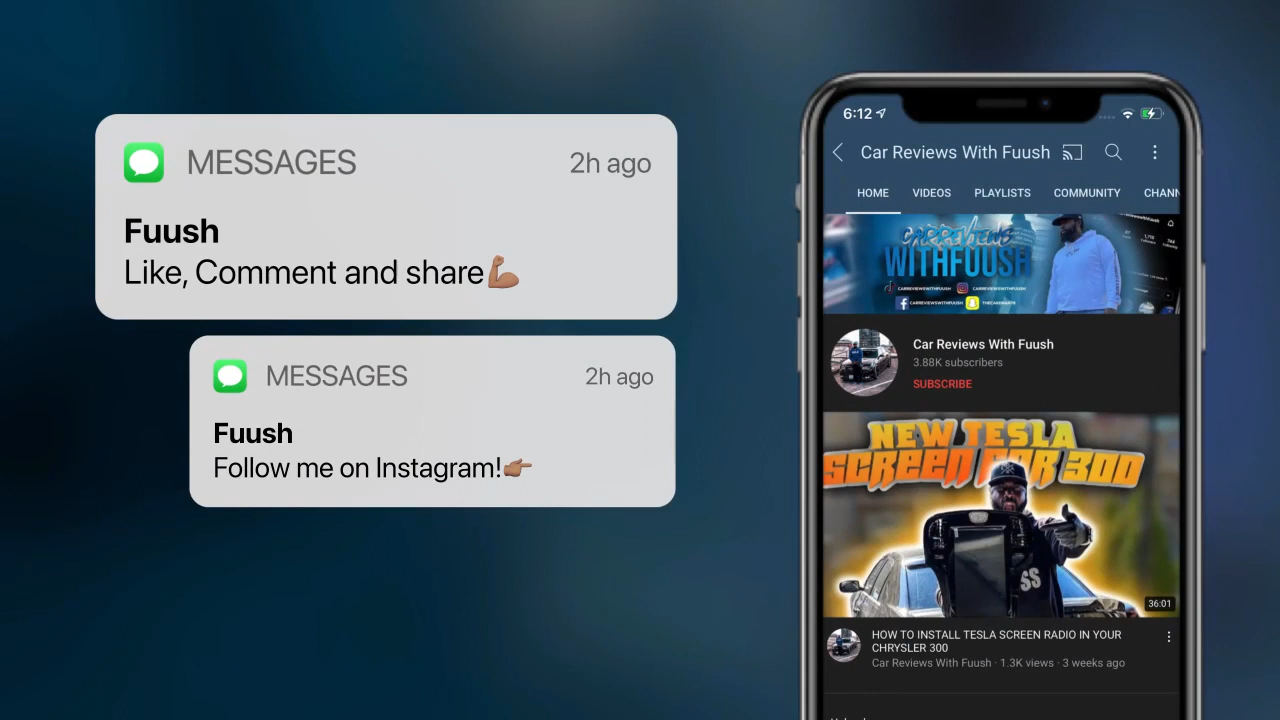 MESSAGES
2h ago
Fuush
Like, Comment and share💪🏽
MESSAGES
2h ago
Fuush
Follow me on Instagram!👉🏽
6:12
Car Reviews With Fuush
HOME VIDEOS PLAYLISTS COMMUNITY CHANN
CARREVIEWS
WITHFUUSH
CARREVIEWSWITHFUUSH CARREVIEWSWITHFUUSH
CARREVIEWSWITHFUUSH
Car Reviews With Fuush
3.88K subscribers
SUBSCRIBE
NEW TESLA
SCREEN FOR 300
$$
36:01
HOW TO INSTALL TESLA SCREEN RADIO IN YOUR
CHRYSLER 300
Car Reviews With Fuush · 1.3K views · 3 weeks ago